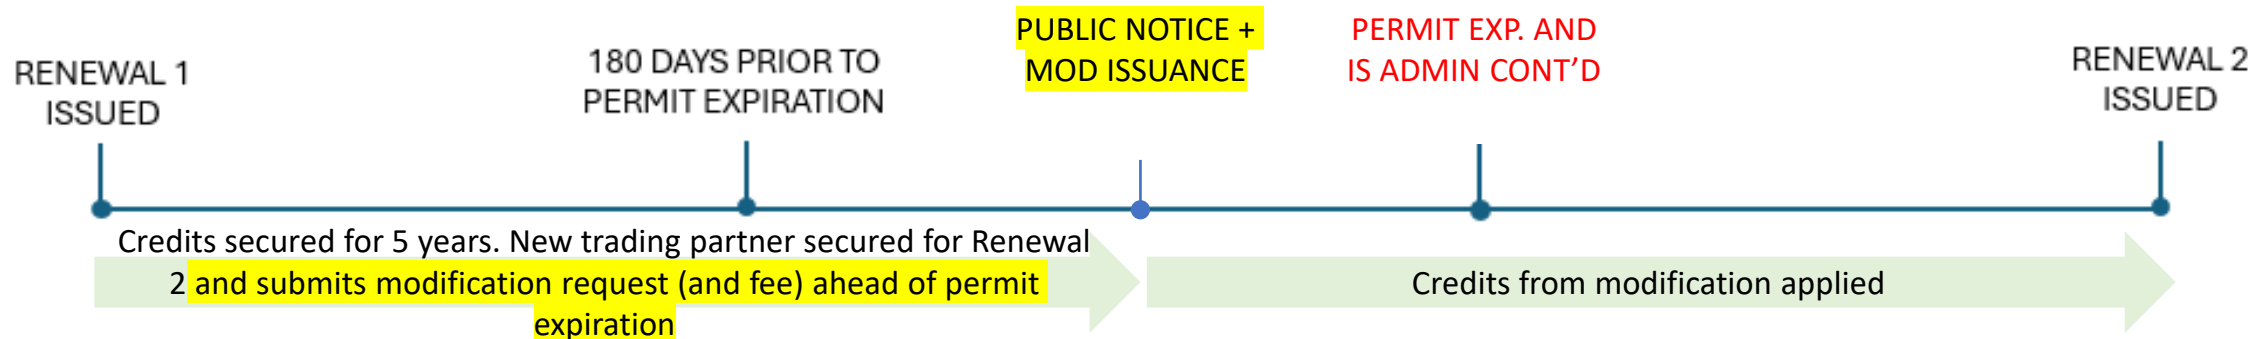 RENEWAL 1
ISSUED
180 DAYS PRIOR TO
PERMIT EXPIRATION
PUBLIC NOTICE +
MOD ISSUANCE
PERMIT EXP. AND
IS ADMIN CONT’D
RENEWAL 2
ISSUED
Credits secured for 5 years. New trading partner secured for Renewal
2 and submits modification request (and fee) ahead of permit
expiration
Credits from modification applied